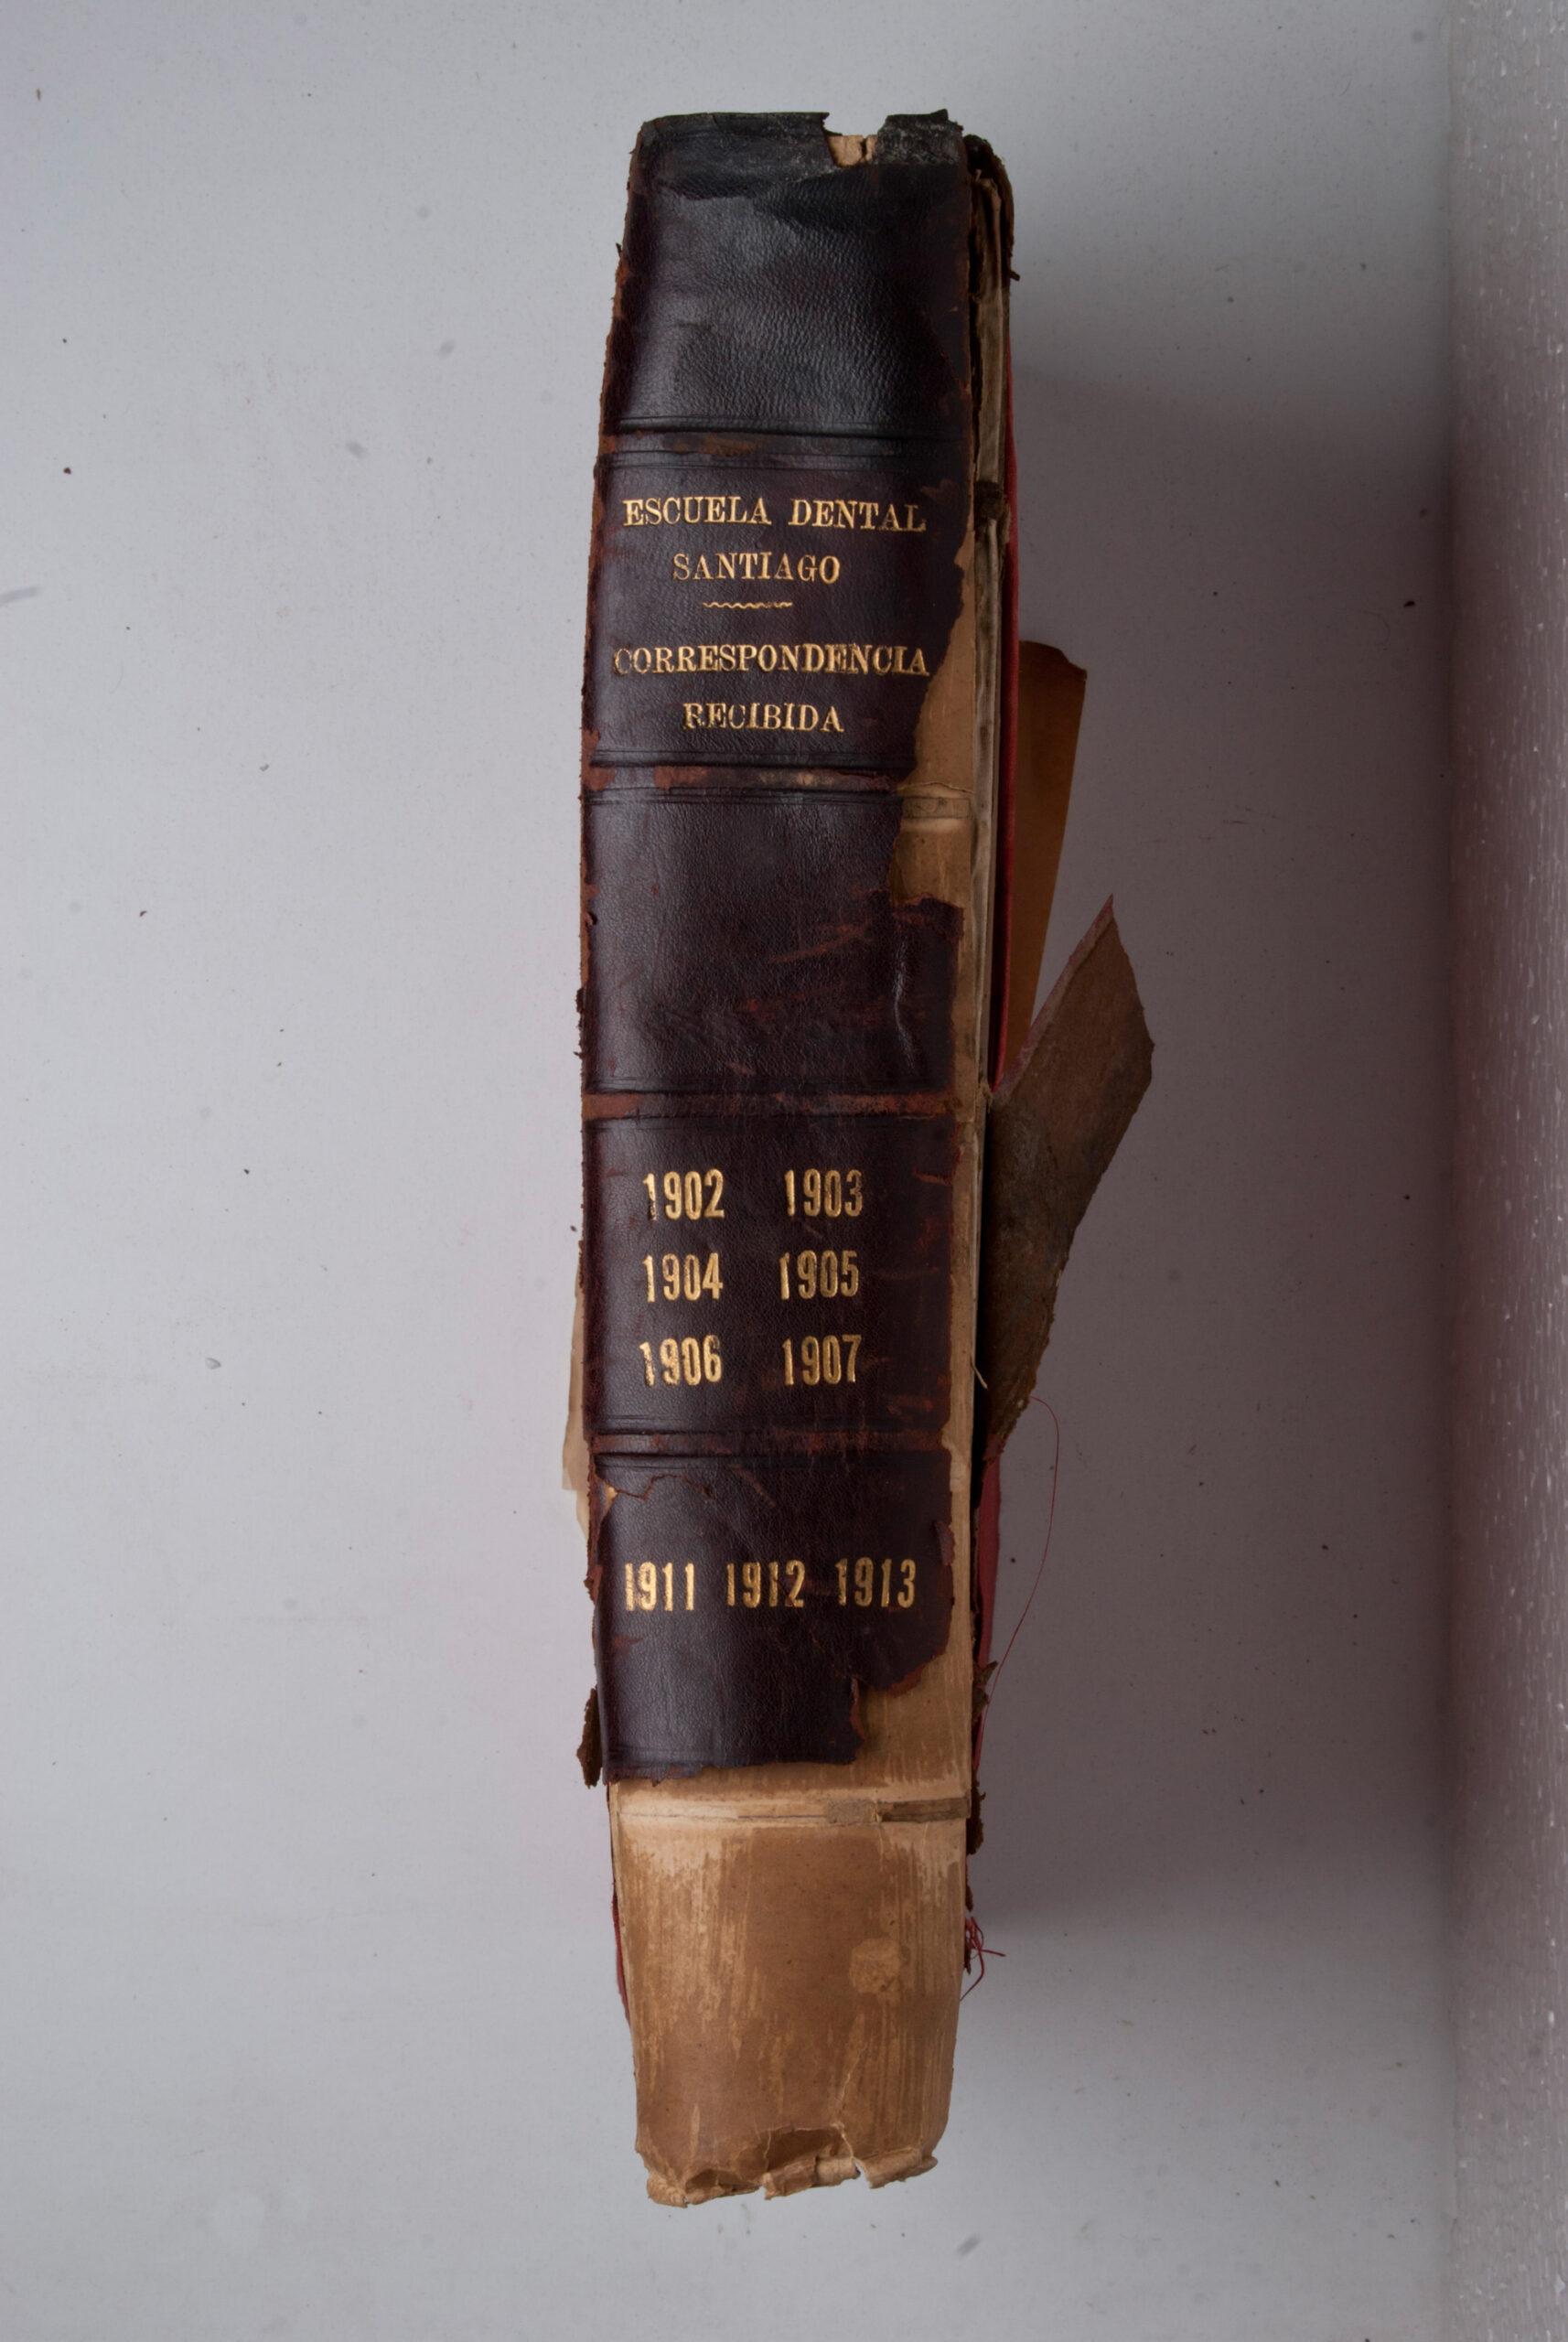 ESCUELA DENTAL
SANTIAGO
CORRESPONDENCIA
RECIBIDA
1902 1903
1904 1905
1906 1907
1911 1912 1913